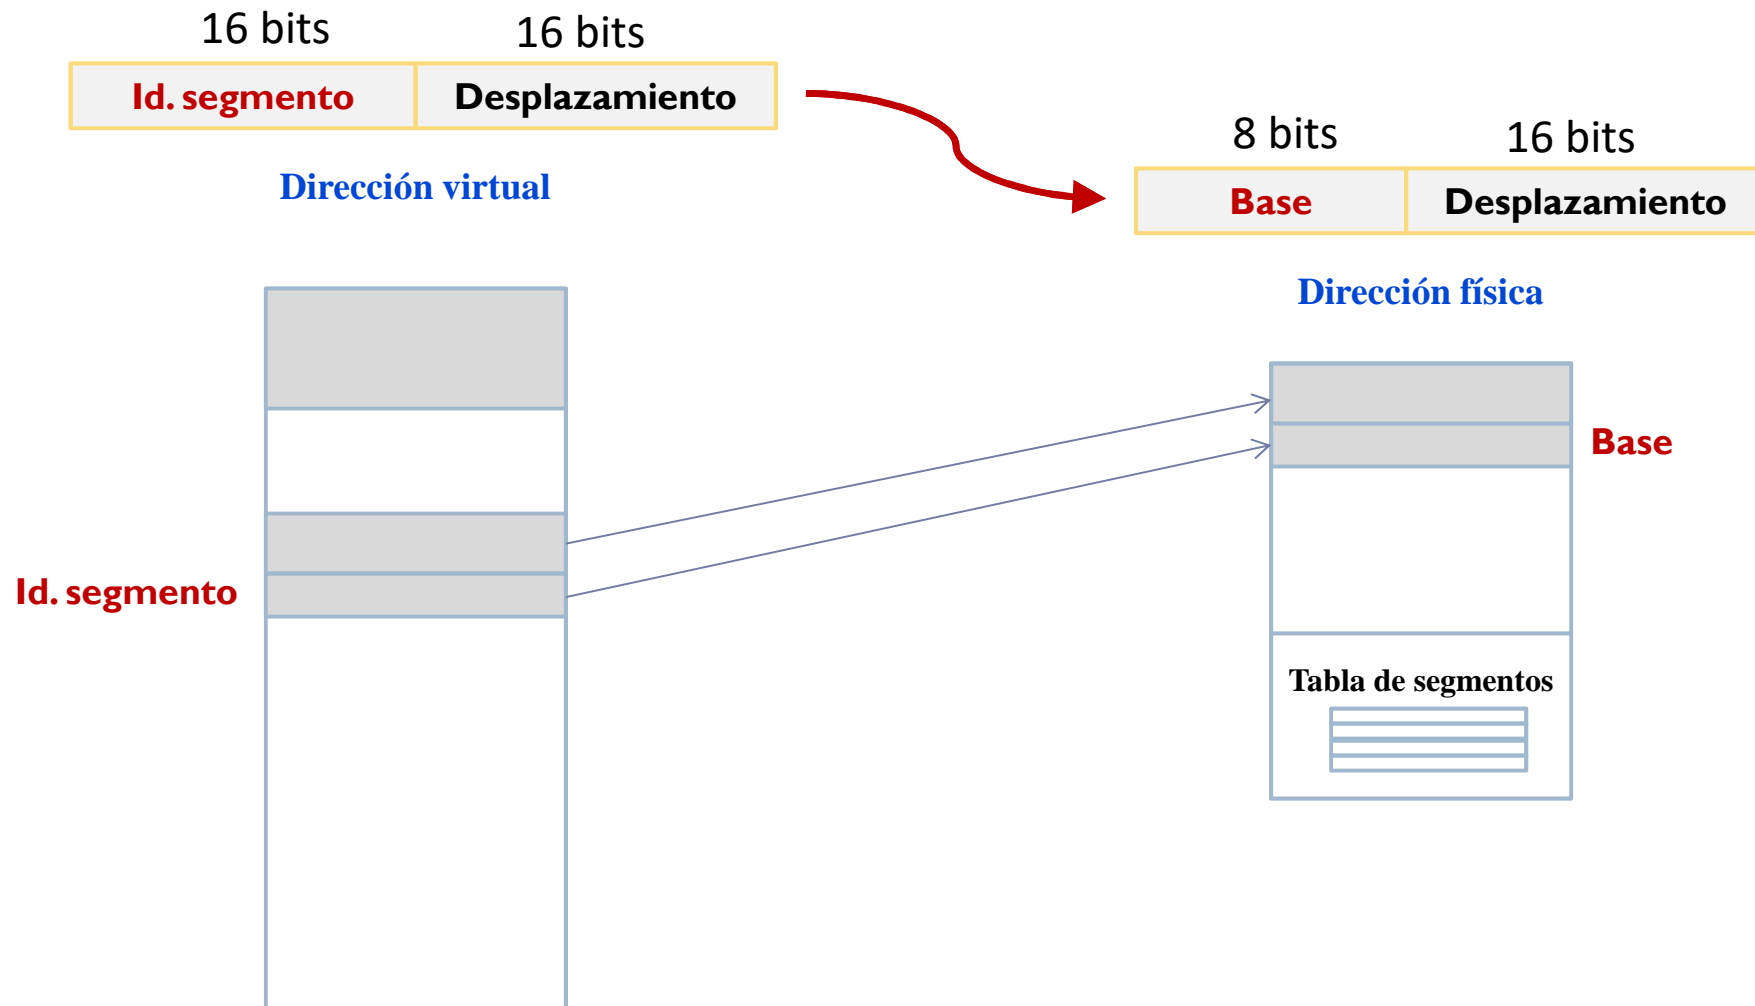 16 bits
16 bits
Id. segmento
Desplazamiento
Dirección virtual
8 bits
16 bits
Base
Desplazamiento
Dirección física
Base
Id. segmento
Tabla de segmentos